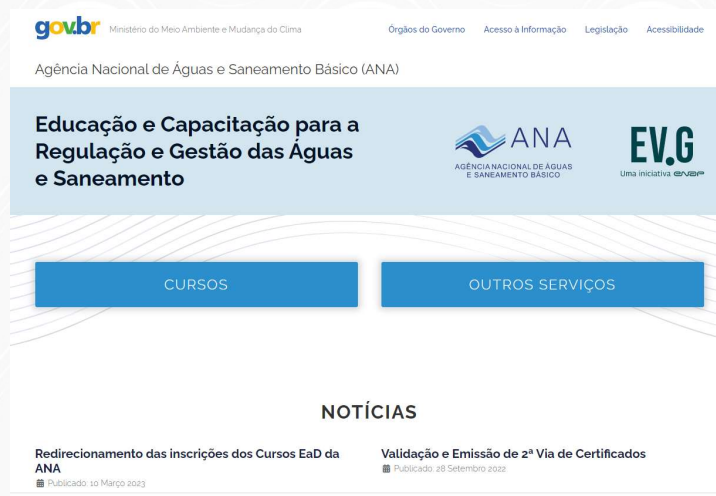 gov.br Ministério do Meio Ambiente e Mudança do Clima Órgãos do Governo Acesso à Informação Legislação Acessibilidade
Agência Nacional de Águas e Saneamento Básico (ANA)
Educação e Capacitação para a
Regulação e Gestão das Águas
e Saneamento
ANA
AGÊNCIA NACIONAL DE ÁGUAS
E SANEAMENTO BÁSICO
EV.G
Uma iniciativa enap
CURSOS
OUTROS SERVIÇOS
NOTÍCIAS
Redirecionamento das inscrições dos Cursos EaD da
ANA
Publicado: 10 Março 2023
Validação e Emissão de 2ª Via de Certificados
Publicado: 28 Setembro 2022